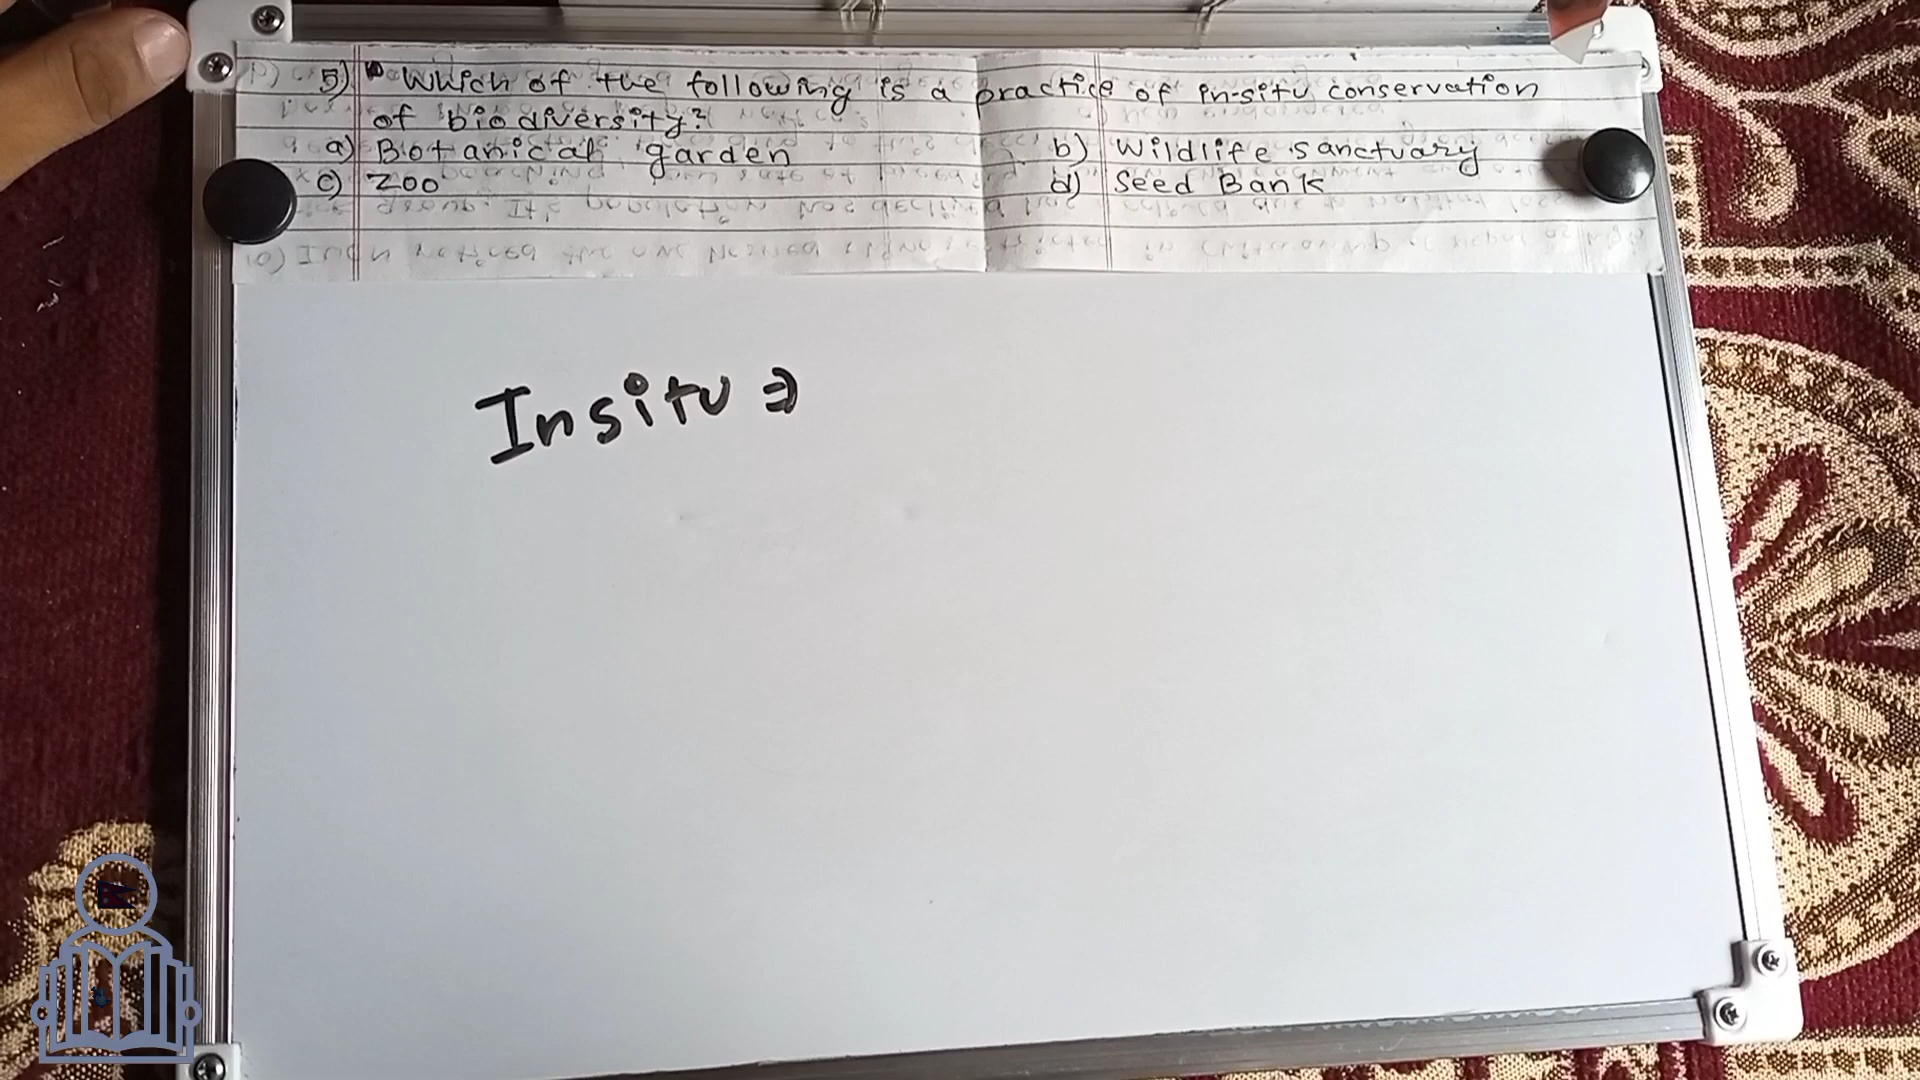 5) Which of the following is a practice of in-situ conservation
of biodiversity?
a) Botanical garden b) Wildlife sanctuary
c) Zoo d) Seed Bank
Insitu ⇒